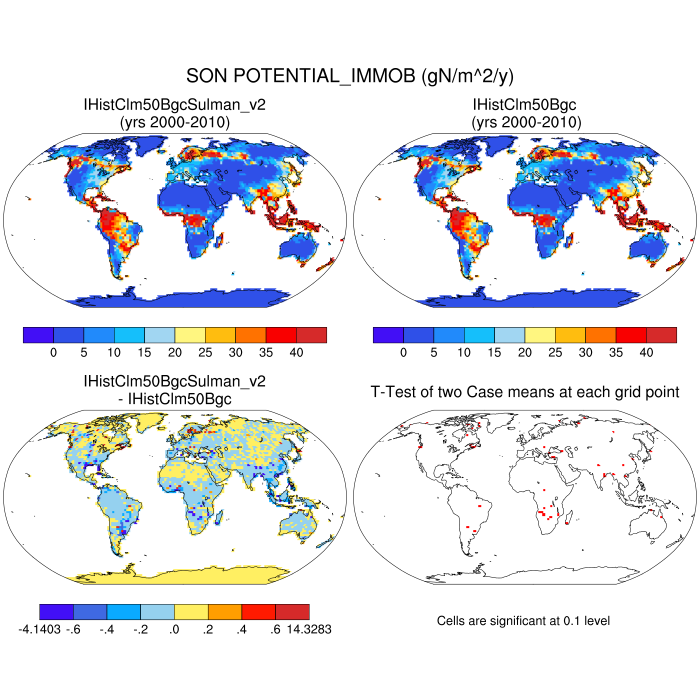 SON POTENTIAL_IMMOB (gN/m^2/y)
IHistClm50BgcSulman_v2
(yrs 2000-2010)
IHistClm50Bgc
(yrs 2000-2010)
0 5 10 15 20 25 30 35 40
0 5 10 15 20 25 30 35 40
IHistClm50BgcSulman_v2
- IHistClm50Bgc
T-Test of two Case means at each grid point
-4.1403 -.6 -.4 -.2 .0 .2 .4 .6 14.3283
Cells are significant at 0.1 level